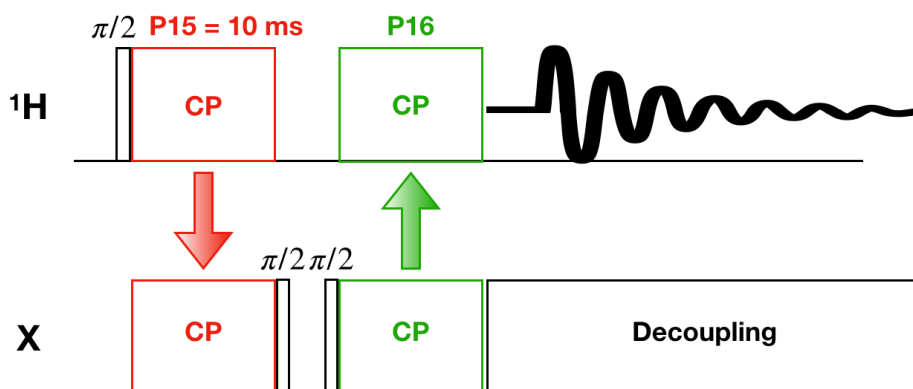 π/2 P15 = 10 ms P16
¹H CP CP
π/2 π/2
X CP CP Decoupling